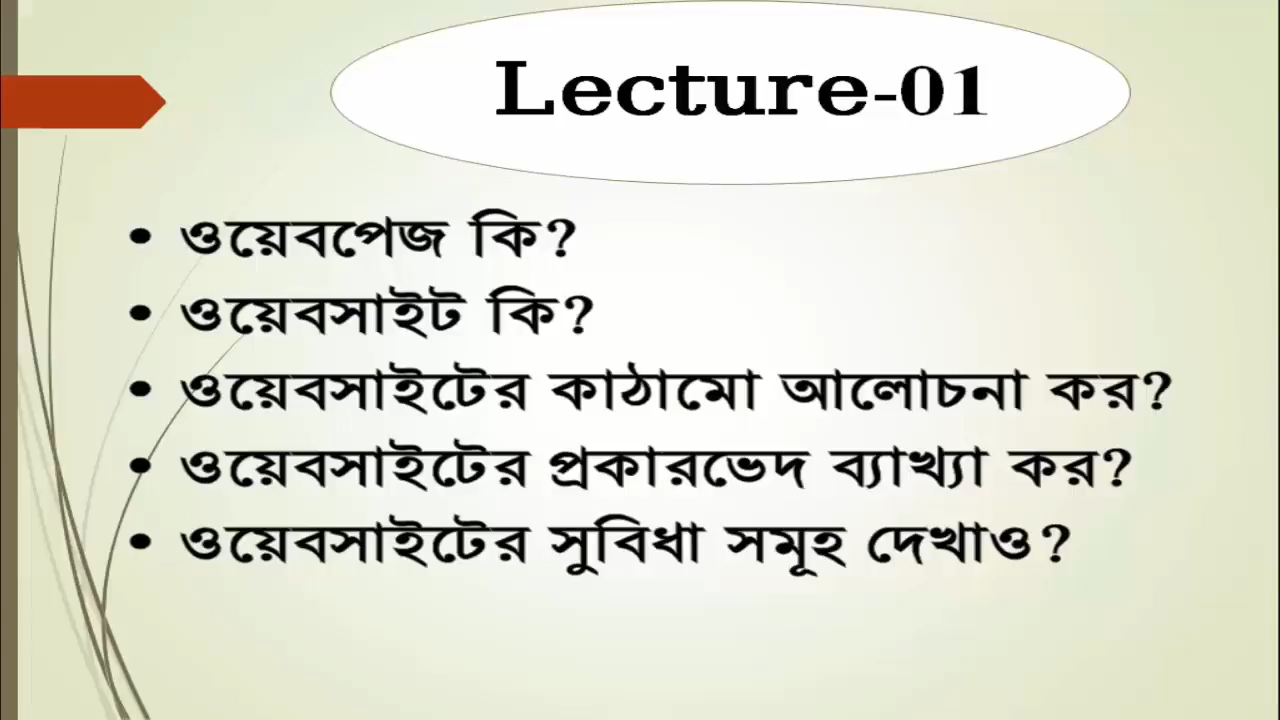 Lecture-01
• ওয়েবপেজ কি?
• ওয়েবসাইট কি?
• ওয়েবসাইটের কাঠামো আলোচনা কর?
• ওয়েবসাইটের প্রকারভেদ ব্যাখ্যা কর?
• ওয়েবসাইটের সুবিধা সমূহ দেখাও?